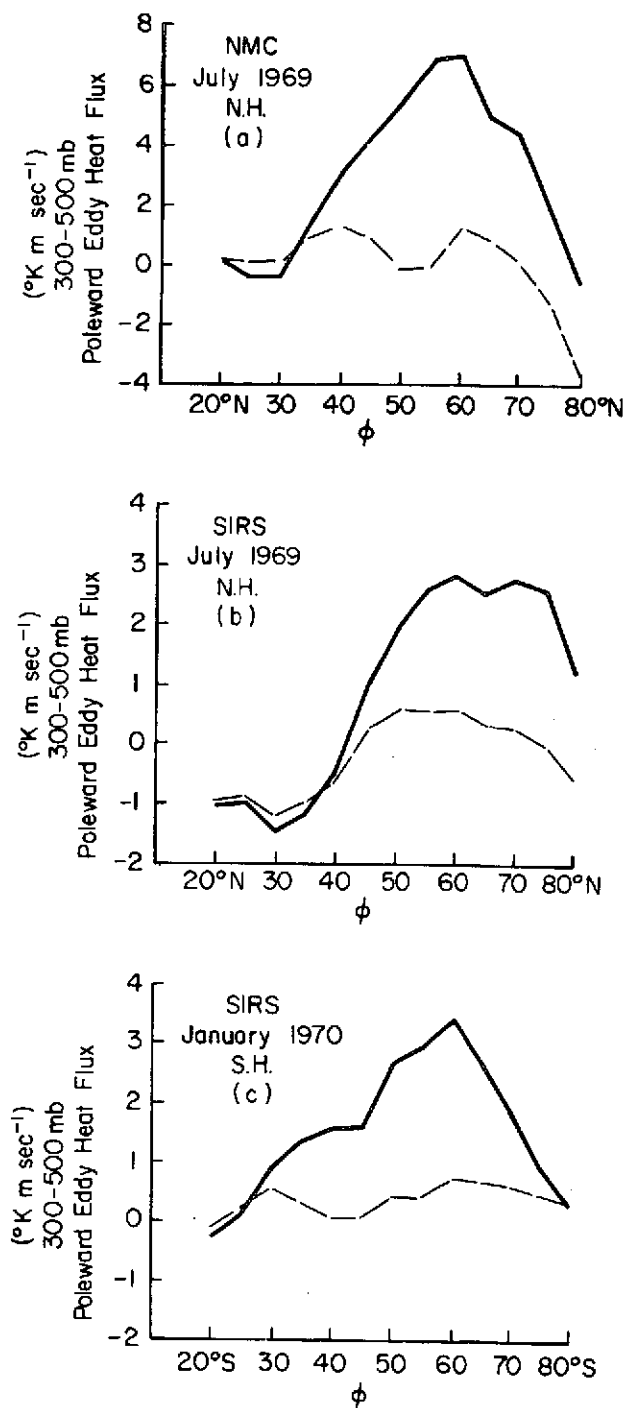 NMC
July 1969
N.H.
(a)
(°K m sec⁻¹)
300-500 mb
Poleward Eddy Heat Flux
8
6
4
2
0
-2
-4
20°N 30 40 50 60 70 80°N
ϕ
SIRS
July 1969
N.H.
(b)
(°K m sec⁻¹)
300-500 mb
Poleward Eddy Heat Flux
4
3
2
1
0
-1
-2
20°N 30 40 50 60 70 80°N
ϕ
SIRS
January 1970
S.H.
(c)
(°K m sec⁻¹)
300-500 mb
Poleward Eddy Heat Flux
4
3
2
1
0
-1
-2
20°S 30 40 50 60 70 80°S
ϕ